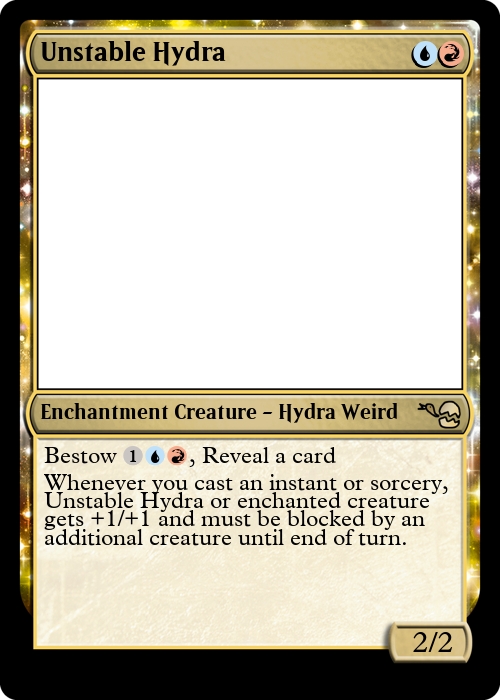 Unstable Hydra
Enchantment Creature – Hydra Weird
Bestow 1, Reveal a card
Whenever you cast an instant or sorcery,
Unstable Hydra or enchanted creature
gets +1/+1 and must be blocked by an
additional creature until end of turn.
2/2